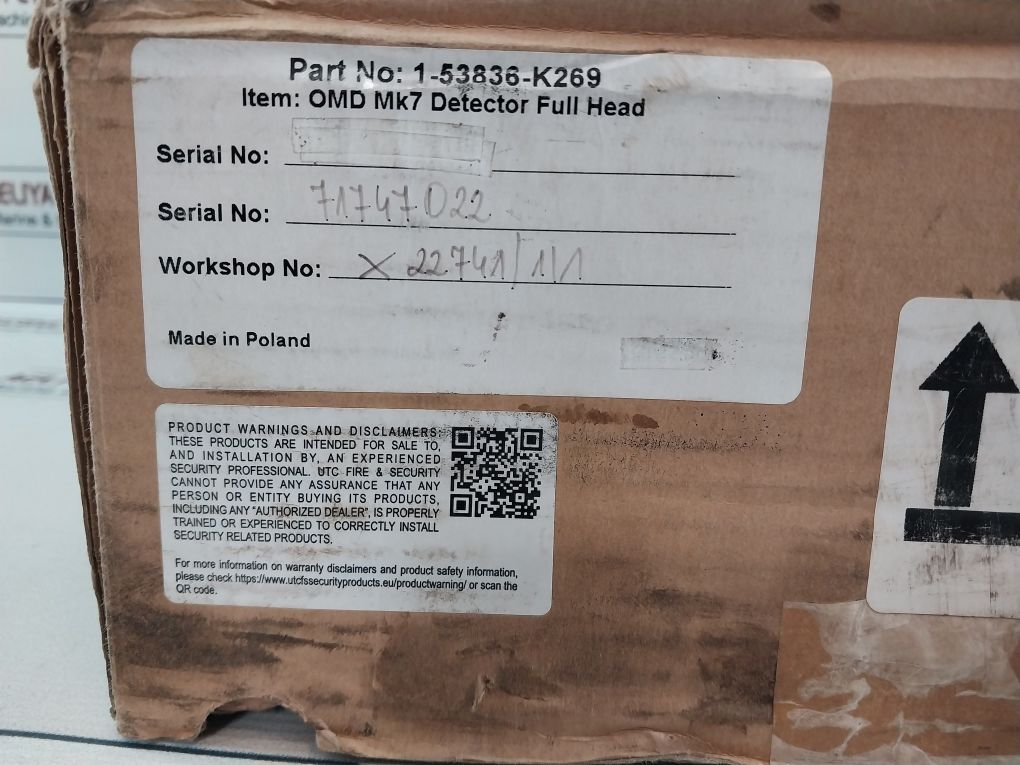 Part No: 1-53836-K269
Item: OMD Mk7 Detector Full Head
Serial No:
Serial No: 71747022
Workshop No: X 22741/1/1
Made in Poland
PRODUCT WARNINGS AND DISCLAIMERS:
THESE PRODUCTS ARE INTENDED FOR SALE TO,
AND INSTALLATION BY, AN EXPERIENCED
SECURITY PROFESSIONAL. UTC FIRE & SECURITY
CANNOT PROVIDE ANY ASSURANCE THAT ANY
PERSON OR ENTITY BUYING ITS PRODUCTS,
INCLUDING ANY "AUTHORIZED DEALER", IS PROPERLY
TRAINED OR EXPERIENCED TO CORRECTLY INSTALL
SECURITY RELATED PRODUCTS.
For more information on warranty disclaimers and product safety information,
please check https://www.utcfssecurityproducts.eu/productwarning/ or scan the
QR code.